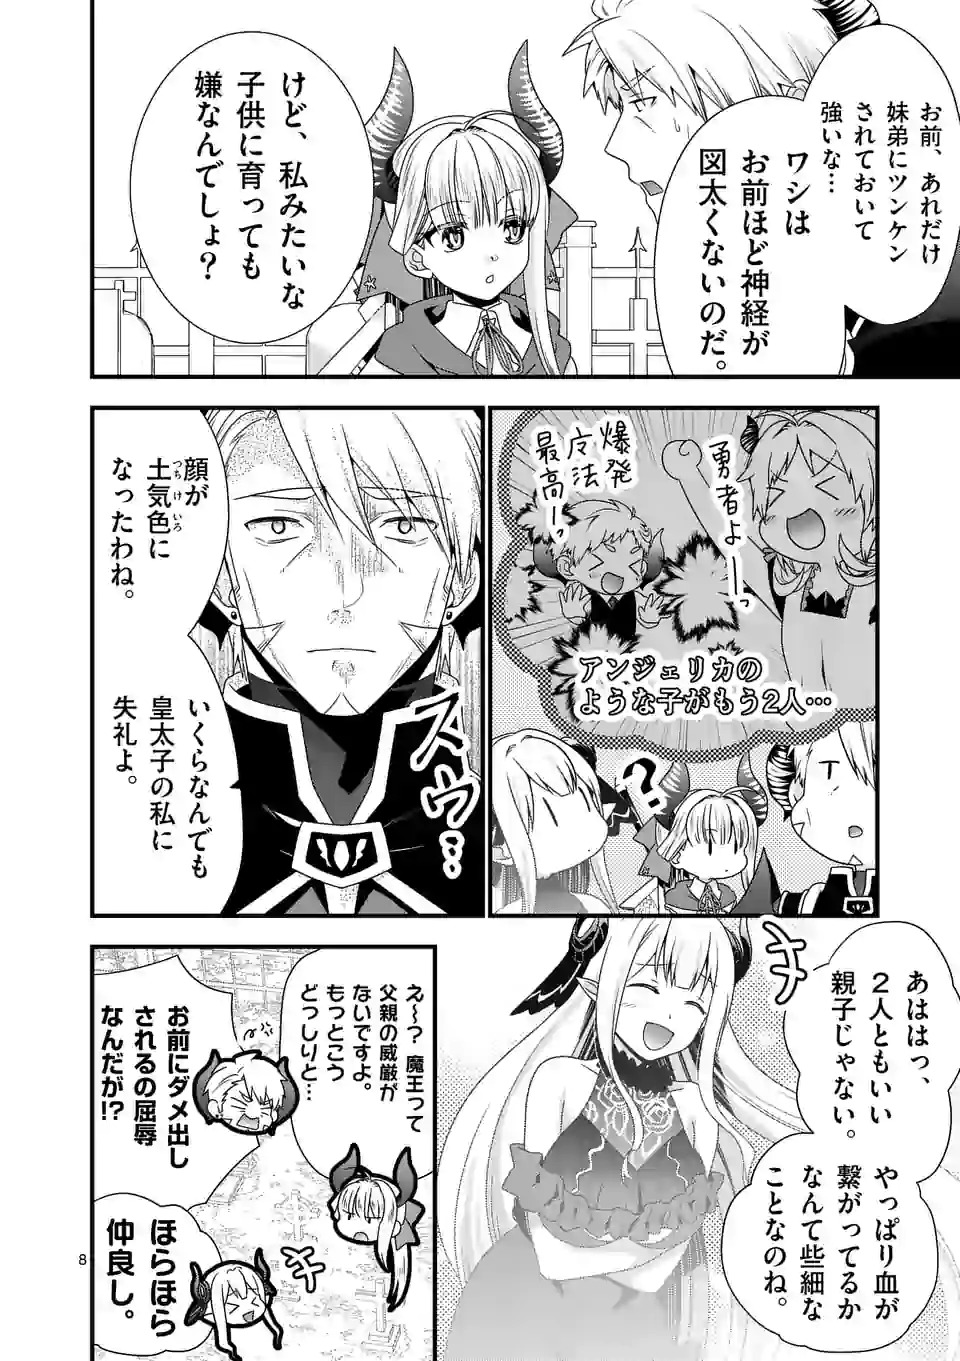 お前、あれだけ
妹弟にツンケン
されておいて
強いな…
ワシは
お前ほど神経が
図太くないのだ。
けど、私みたいな
子供に育っても
嫌なんでしょ？
勇者よーっ
爆発
魔法
最高ーっ
アンジェリカの
ような子がもう2人…
？
スウ…
顔が
土気色に
つちけいろ
なったわね。
いくらなんでも
皇太子の私に
失礼よ。
あははっ、
2人ともいい
親子じゃない。
やっぱり血が
繋がってるか
なんて些細な
ことなのね。
え〜？魔王って
父親の威厳が
ないですよ。
もっとこう
どっしりと…
お前にダメ出し
されるの屈辱
なんだが!?
ほらほら
仲良し。
8